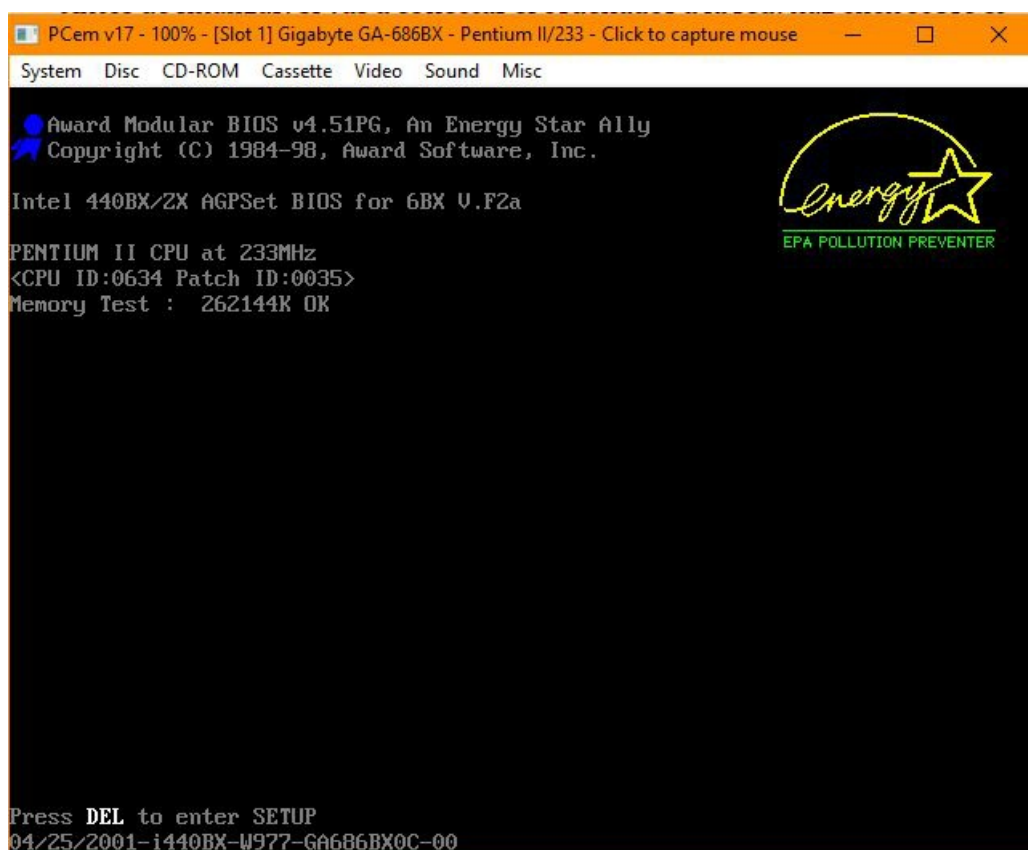 PCem v17 - 100% - [Slot 1] Gigabyte GA-686BX - Pentium II/233 - Click to capture mouse
System Disc CD-ROM Cassette Video Sound Misc
Award Modular BIOS v4.51PG, An Energy Star Ally
Copyright (C) 1984-98, Award Software, Inc.
Intel 440BX/ZX AGPSet BIOS for 6BX V.F2a
energy
EPA POLLUTION PREVENTER
PENTIUM II CPU at 233MHz
<CPU ID:0634 Patch ID:0035>
Memory Test : 262144K OK
Press DEL to enter SETUP
04/25/2001-i440BX-W977-GA686BX0C-00